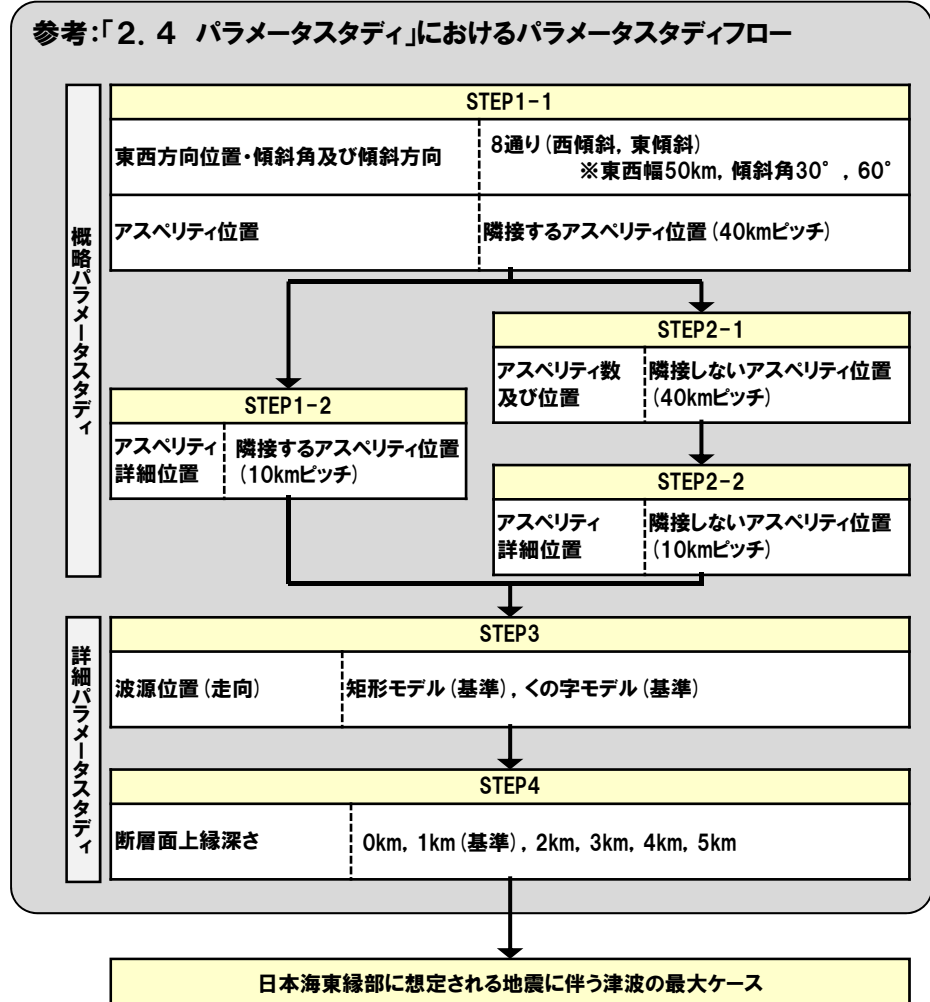 参考:「2.4 パラメータスタディ」におけるパラメータスタディフロー
概略パラメータスタディ
STEP1-1
東西方向位置・傾斜角及び傾斜方向
8通り(西傾斜, 東傾斜)
※東西幅50km, 傾斜角30°, 60°
アスペリティ位置
隣接するアスペリティ位置(40kmピッチ)
STEP2-1
アスペリティ数
及び位置
隣接しないアスペリティ位置
(40kmピッチ)
STEP1-2
アスペリティ
詳細位置
隣接するアスペリティ位置
(10kmピッチ)
STEP2-2
アスペリティ
詳細位置
隣接しないアスペリティ位置
(10kmピッチ)
詳細パラメータスタディ
STEP3
波源位置(走向)
矩形モデル(基準), くの字モデル(基準)
STEP4
断層面上縁深さ
0km, 1km(基準), 2km, 3km, 4km, 5km
日本海東縁部に想定される地震に伴う津波の最大ケース